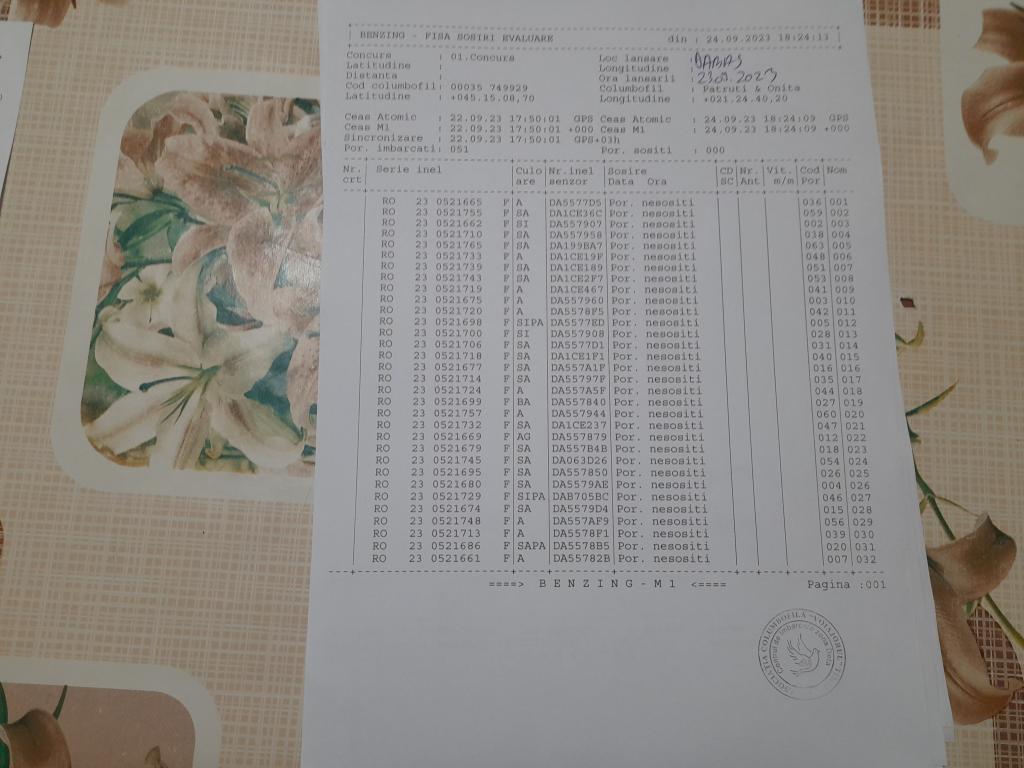 BENZING - FISA SOSIRI EVALUARE din : 24.09.2023 18:24:13
Concurs : 01.Concurs Loc lansare :
Latitudine : Longitudine :
Distanta : Ora lansarii : 23.09.2023
Cod columbofil: 00035 749929 Columbofil : Patruti & Onita
Latitudine : +045.15.08,70 Longitudine : +021.24.40,20
Ceas Atomic : 22.09.23 17:50:01 GPS Ceas Atomic : 24.09.23 18:24:09 GPS
Ceas M1 : 22.09.23 17:50:01 +000 Ceas M1 : 24.09.23 18:24:09 +000
Sincronizare : 22.09.23 17:50:01 GPS+03h
Por. imbarcati: 051 Por. sositi : 000
Nr. Serie inel Culo Nr.inel Sosire CD Nr. Vit. Cod Nom
crt are senzor Data Ora SC Ant m/m Por
RO 23 0521665 F A DA5577D5 Por. nesositi 036 001
RO 23 0521755 F SA DA1CE36C Por. nesositi 059 002
RO 23 0521662 F SI DA557907 Por. nesositi 002 003
RO 23 0521710 F SA DA557958 Por. nesositi 038 004
RO 23 0521765 F SA DA199BA7 Por. nesositi 063 005
RO 23 0521733 F A DA1CE19F Por. nesositi 048 006
RO 23 0521739 F SA DA1CE189 Por. nesositi 051 007
RO 23 0521743 F SA DA1CE2F7 Por. nesositi 053 008
RO 23 0521719 F A DA1CE467 Por. nesositi 041 009
RO 23 0521675 F A DA557960 Por. nesositi 003 010
RO 23 0521720 F A DA5578F5 Por. nesositi 042 011
RO 23 0521698 F SIPA DA5577ED Por. nesositi 005 012
RO 23 0521700 F SI DA557908 Por. nesositi 028 013
RO 23 0521706 F SA DA5577D1 Por. nesositi 031 014
RO 23 0521718 F SA DA1CE1F1 Por. nesositi 040 015
RO 23 0521677 F SA DA557A1F Por. nesositi 016 016
RO 23 0521714 F SA DA55797F Por. nesositi 035 017
RO 23 0521724 F A DA557A5F Por. nesositi 044 018
RO 23 0521699 F BA DA557840 Por. nesositi 027 019
RO 23 0521757 F A DA557944 Por. nesositi 060 020
RO 23 0521732 F SA DA1CE237 Por. nesositi 047 021
RO 23 0521669 F AG DA557879 Por. nesositi 012 022
RO 23 0521679 F SA DA557B4B Por. nesositi 018 023
RO 23 0521745 F SA DA063D26 Por. nesositi 054 024
RO 23 0521695 F SA DA557850 Por. nesositi 026 025
RO 23 0521680 F SA DA5579AE Por. nesositi 004 026
RO 23 0521729 F SIPA DAB705BC Por. nesositi 046 027
RO 23 0521674 F SA DA5579D4 Por. nesositi 015 028
RO 23 0521748 F A DA557AF9 Por. nesositi 056 029
RO 23 0521713 F A DA5578F1 Por. nesositi 039 030
RO 23 0521686 F SAPA DA5578B5 Por. nesositi 020 031
RO 23 0521661 F A DA55782B Por. nesositi 007 032
====> B E N Z I N G - M 1 <==== Pagina :001
SOCIATIA COLUMBOFILA "VOIAJORUL"